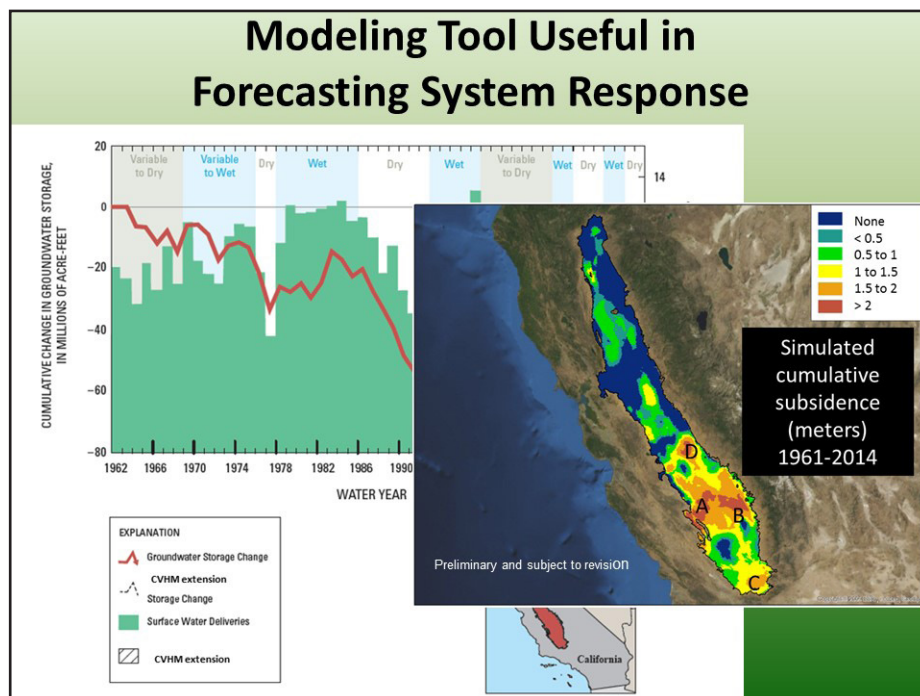 Modeling Tool Useful in
Forecasting System Response
CUMULATIVE CHANGE IN GROUNDWATER STORAGE,
IN MILLIONS OF ACRE-FEET
20
0
–20
–40
–60
–80
Variable
to Dry
Variable
to Wet
Dry
Wet
Dry
Wet
Variable
to Dry
Wet
Dry
Wet
Dry
14
1962
1966
1970
1974
1978
1982
1986
1990
WATER YEAR
EXPLANATION
Groundwater Storage Change
CVHM extension
Storage Change
Surface Water Deliveries
CVHM extension
None
< 0.5
0.5 to 1
1 to 1.5
1.5 to 2
> 2
Simulated
cumulative
subsidence
(meters)
1961-2014
D
A
B
C
Preliminary and subject to revision
California